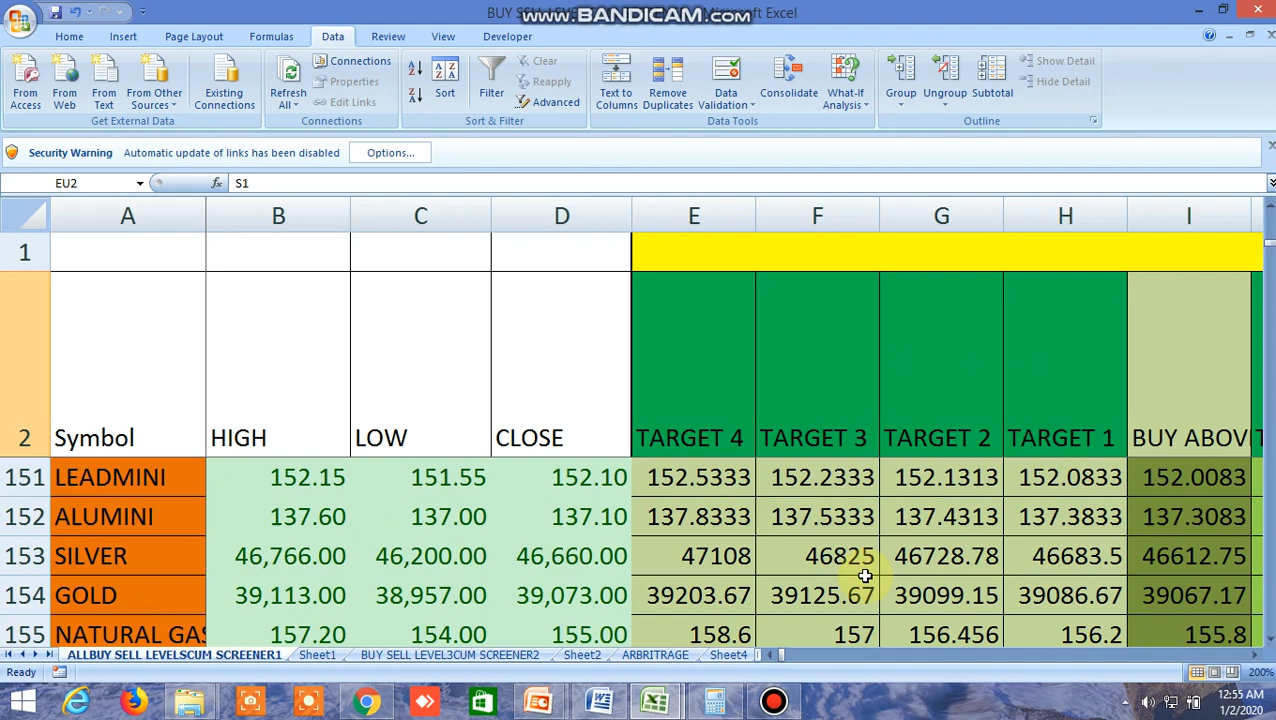 BUY SELL
www.BANDICAM.com
Microsoft Excel
Home Insert Page Layout Formulas Data Review View Developer
From Access
From Web
From Text
From Other Sources
Existing Connections
Get External Data
Refresh All
Connections
Properties
Edit Links
Connections
Sort
Filter
Clear
Reapply
Advanced
Sort & Filter
Text to Columns
Remove Duplicates
Data Validation
Consolidate
What-If Analysis
Data Tools
Group
Ungroup
Subtotal
Show Detail
Hide Detail
Outline
Security Warning Automatic update of links has been disabled Options...
EU2 fx S1
A B C D E F G H I
1
2 Symbol HIGH LOW CLOSE TARGET 4 TARGET 3 TARGET 2 TARGET 1 BUY ABOV
151 LEADMINI 152.15 151.55 152.10 152.5333 152.2333 152.1313 152.0833 152.0083
152 ALUMINI 137.60 137.00 137.10 137.8333 137.5333 137.4313 137.3833 137.3083
153 SILVER 46,766.00 46,200.00 46,660.00 47108 46825 46728.78 46683.5 46612.75
154 GOLD 39,113.00 38,957.00 39,073.00 39203.67 39125.67 39099.15 39086.67 39067.17
155 NATURAL GAS 157.20 154.00 155.00 158.6 157 156.456 156.2 155.8
ALLBUY SELL LEVELSCUM SCREENER1 Sheet1 BUY SELL LEVEL3CUM SCREENER2 Sheet2 ARBITRAGE Sheet4
Ready 200%
12:55 AM
1/2/2020